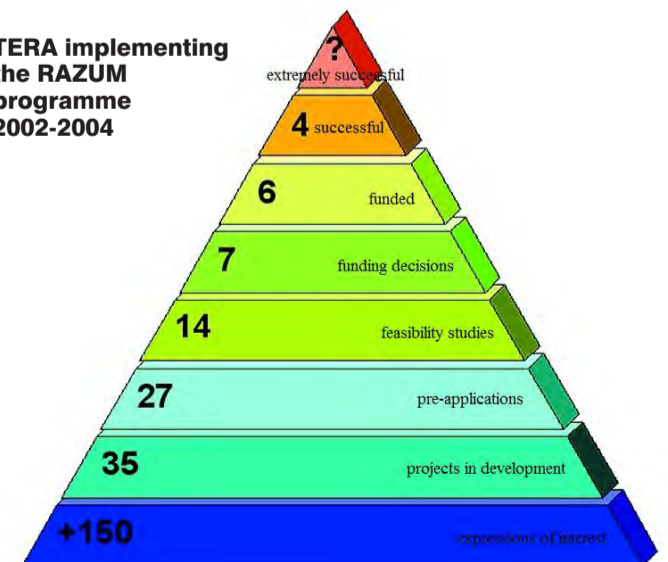 TERA implementing
the RAZUM
programme
2002-2004
?
extremely successful
4 successful
6 funded
7 funding decisions
14 feasibility studies
27 pre-applications
35 projects in development
+150 expressions of interest